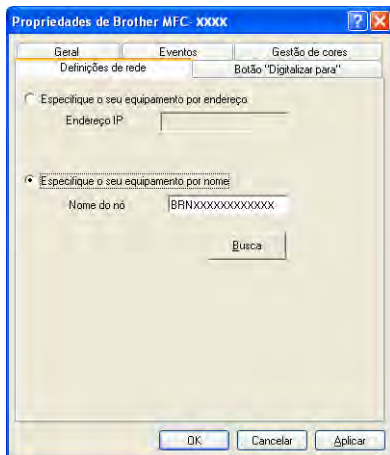 Propriedades de Brother MFC- XXXX
Geral Eventos Gestão de cores
Definições de rede Botão "Digitalizar para"
Especifique o seu equipamento por endereço
Endereço IP
Especifique o seu equipamento por nome
Nome do nó BRNXXXXXXXXXXXX
Busca
OK Cancelar Aplicar